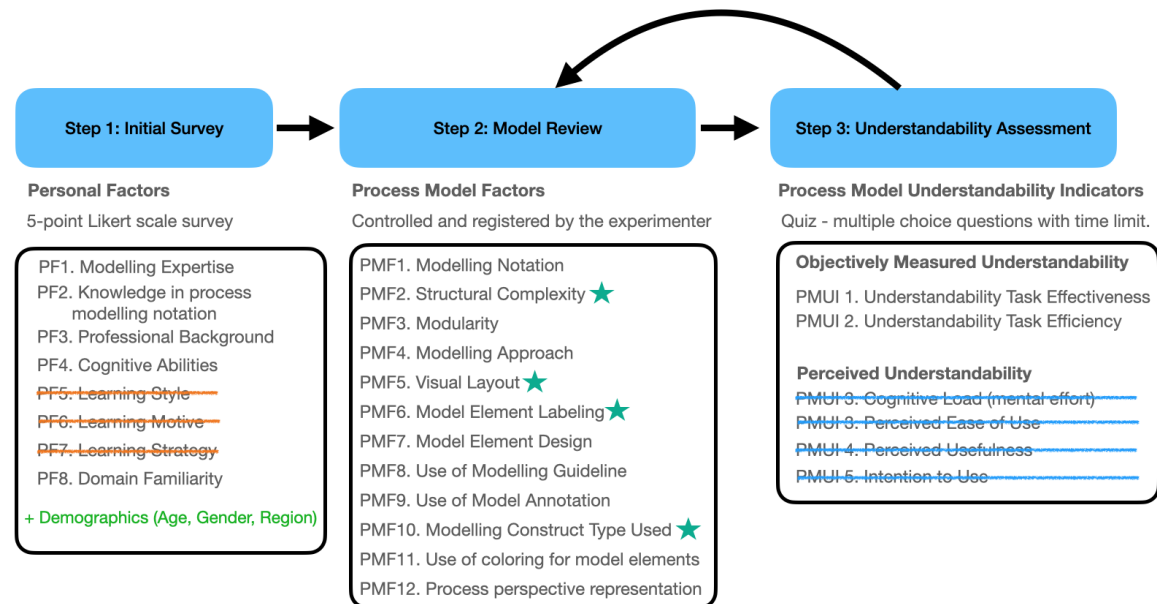 Step 1: Initial Survey
Step 2: Model Review
Step 3: Understandability Assessment
Personal Factors
5-point Likert scale survey
PF1. Modelling Expertise
PF2. Knowledge in process
modelling notation
PF3. Professional Background
PF4. Cognitive Abilities
PF5: Learning Style
PF6: Learning Motive
PF7: Learning Strategy
PF8. Domain Familiarity
+ Demographics (Age, Gender, Region)
Process Model Factors
Controlled and registered by the experimenter
PMF1. Modelling Notation
PMF2. Structural Complexity
PMF3. Modularity
PMF4. Modelling Approach
PMF5. Visual Layout
PMF6. Model Element Labeling
PMF7. Model Element Design
PMF8. Use of Modelling Guideline
PMF9. Use of Model Annotation
PMF10. Modelling Construct Type Used
PMF11. Use of coloring for model elements
PMF12. Process perspective representation
Process Model Understandability Indicators
Quiz - multiple choice questions with time limit.
Objectively Measured Understandability
PMUI 1. Understandability Task Effectiveness
PMUI 2. Understandability Task Efficiency
Perceived Understandability
PMUI 3. Cognitive Load (mental effort)
PMUI 3: Perceived Ease of Use
PMUI 4. Perceived Usefulness
PMUI 5. Intention to Use